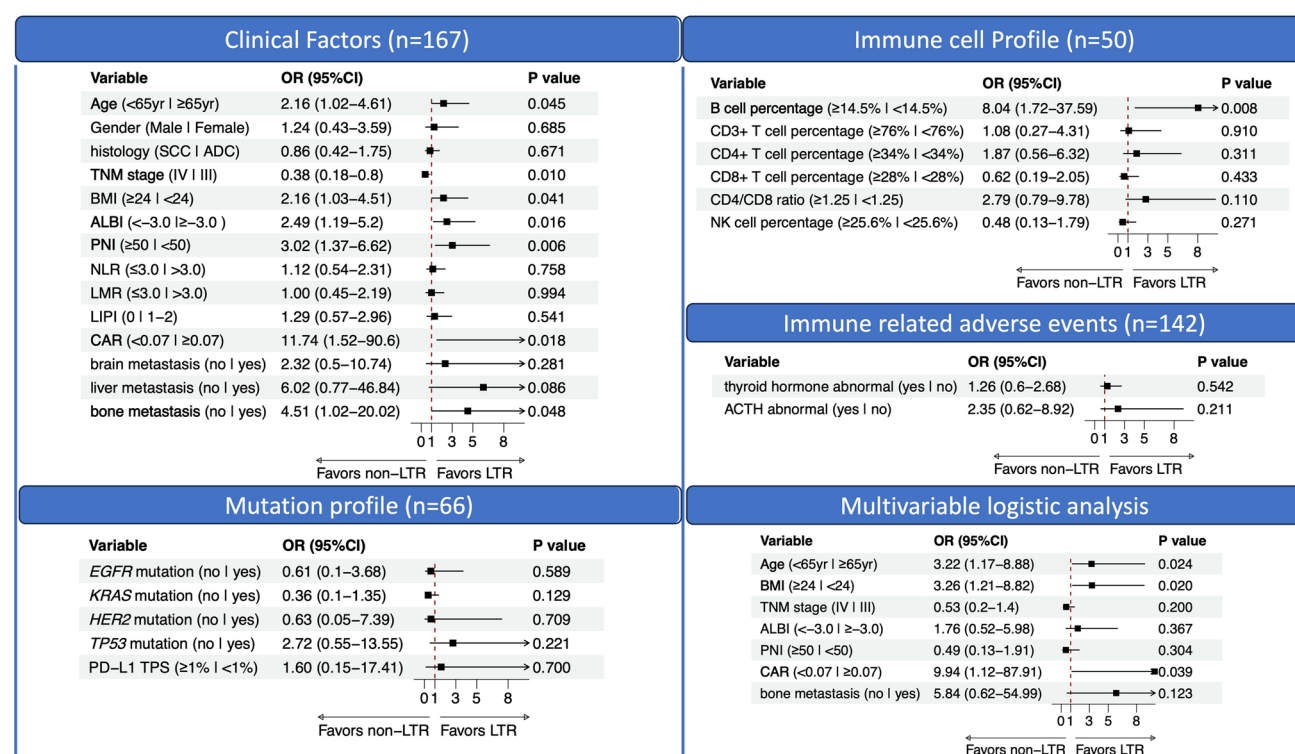 Clinical Factors (n=167)
Variable OR (95%CI) P value
Age (<65yr | ≥65yr) 2.16 (1.02–4.61) 0.045
Gender (Male | Female) 1.24 (0.43–3.59) 0.685
histology (SCC | ADC) 0.86 (0.42–1.75) 0.671
TNM stage (IV | III) 0.38 (0.18–0.8) 0.010
BMI (≥24 | <24) 2.16 (1.03–4.51) 0.041
ALBI (<−3.0 |≥−3.0 ) 2.49 (1.19–5.2) 0.016
PNI (≥50 | <50) 3.02 (1.37–6.62) 0.006
NLR (≤3.0 | >3.0) 1.12 (0.54–2.31) 0.758
LMR (≤3.0 | >3.0) 1.00 (0.45–2.19) 0.994
LIPI (0 | 1–2) 1.29 (0.57–2.96) 0.541
CAR (<0.07 | ≥0.07) 11.74 (1.52–90.6) 0.018
brain metastasis (no | yes) 2.32 (0.5–10.74) 0.281
liver metastasis (no | yes) 6.02 (0.77–46.84) 0.086
bone metastasis (no | yes) 4.51 (1.02–20.02) 0.048
0 1 3 5 8
Favors non−LTR Favors LTR
Mutation profile (n=66)
Variable OR (95%CI) P value
EGFR mutation (no | yes) 0.61 (0.1–3.68) 0.589
KRAS mutation (no | yes) 0.36 (0.1–1.35) 0.129
HER2 mutation (no | yes) 0.63 (0.05–7.39) 0.709
TP53 mutation (no | yes) 2.72 (0.55–13.55) 0.221
PD−L1 TPS (≥1% | <1%) 1.60 (0.15–17.41) 0.700
0 1 3 5 8
Favors non−LTR Favors LTR
Immune cell Profile (n=50)
Variable OR (95%CI) P value
B cell percentage (≥14.5% | <14.5%) 8.04 (1.72–37.59) 0.008
CD3+ T cell percentage (≥76% | <76%) 1.08 (0.27–4.31) 0.910
CD4+ T cell percentage (≥34% | <34%) 1.87 (0.56–6.32) 0.311
CD8+ T cell percentage (≥28% | <28%) 0.62 (0.19–2.05) 0.433
CD4/CD8 ratio (≥1.25 | <1.25) 2.79 (0.79–9.78) 0.110
NK cell percentage (≥25.6% | <25.6%) 0.48 (0.13–1.79) 0.271
0 1 3 5 8
Favors non−LTR Favors LTR
Immune related adverse events (n=142)
Variable OR (95%CI) P value
thyroid hormone abnormal (yes | no) 1.26 (0.6–2.68) 0.542
ACTH abnormal (yes | no) 2.35 (0.62–8.92) 0.211
0 1 3 5 8
Favors non−LTR Favors LTR
Multivariable logistic analysis
Variable OR (95%CI) P value
Age (<65yr | ≥65yr) 3.22 (1.17–8.88) 0.024
BMI (≥24 | <24) 3.26 (1.21–8.82) 0.020
TNM stage (IV | III) 0.53 (0.2–1.4) 0.200
ALBI (<−3.0 | ≥−3.0) 1.76 (0.52–5.98) 0.367
PNI (≥50 | <50) 0.49 (0.13–1.91) 0.304
CAR (<0.07 | ≥0.07) 9.94 (1.12–87.91) 0.039
bone metastasis (no | yes) 5.84 (0.62–54.99) 0.123
0 1 3 5 8
Favors non−LTR Favors LTR